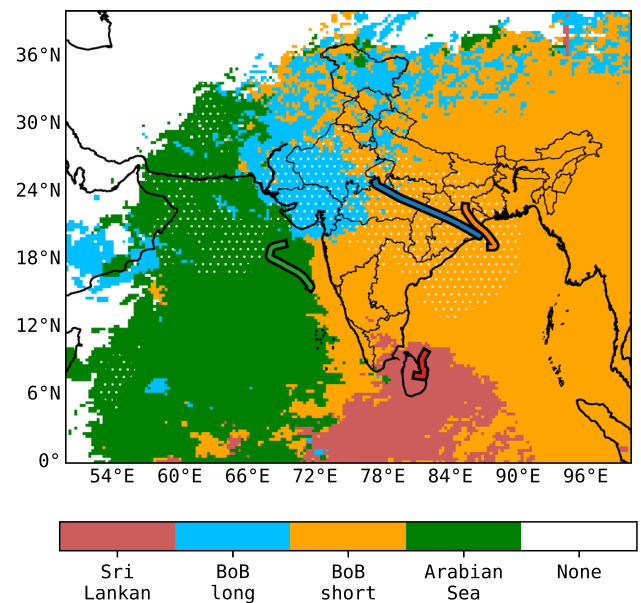 36°N
30°N
24°N
18°N
12°N
6°N
0°
54°E 60°E 66°E 72°E 78°E 84°E 90°E 96°E
Sri Lankan
BoB long
BoB short
Arabian Sea
None